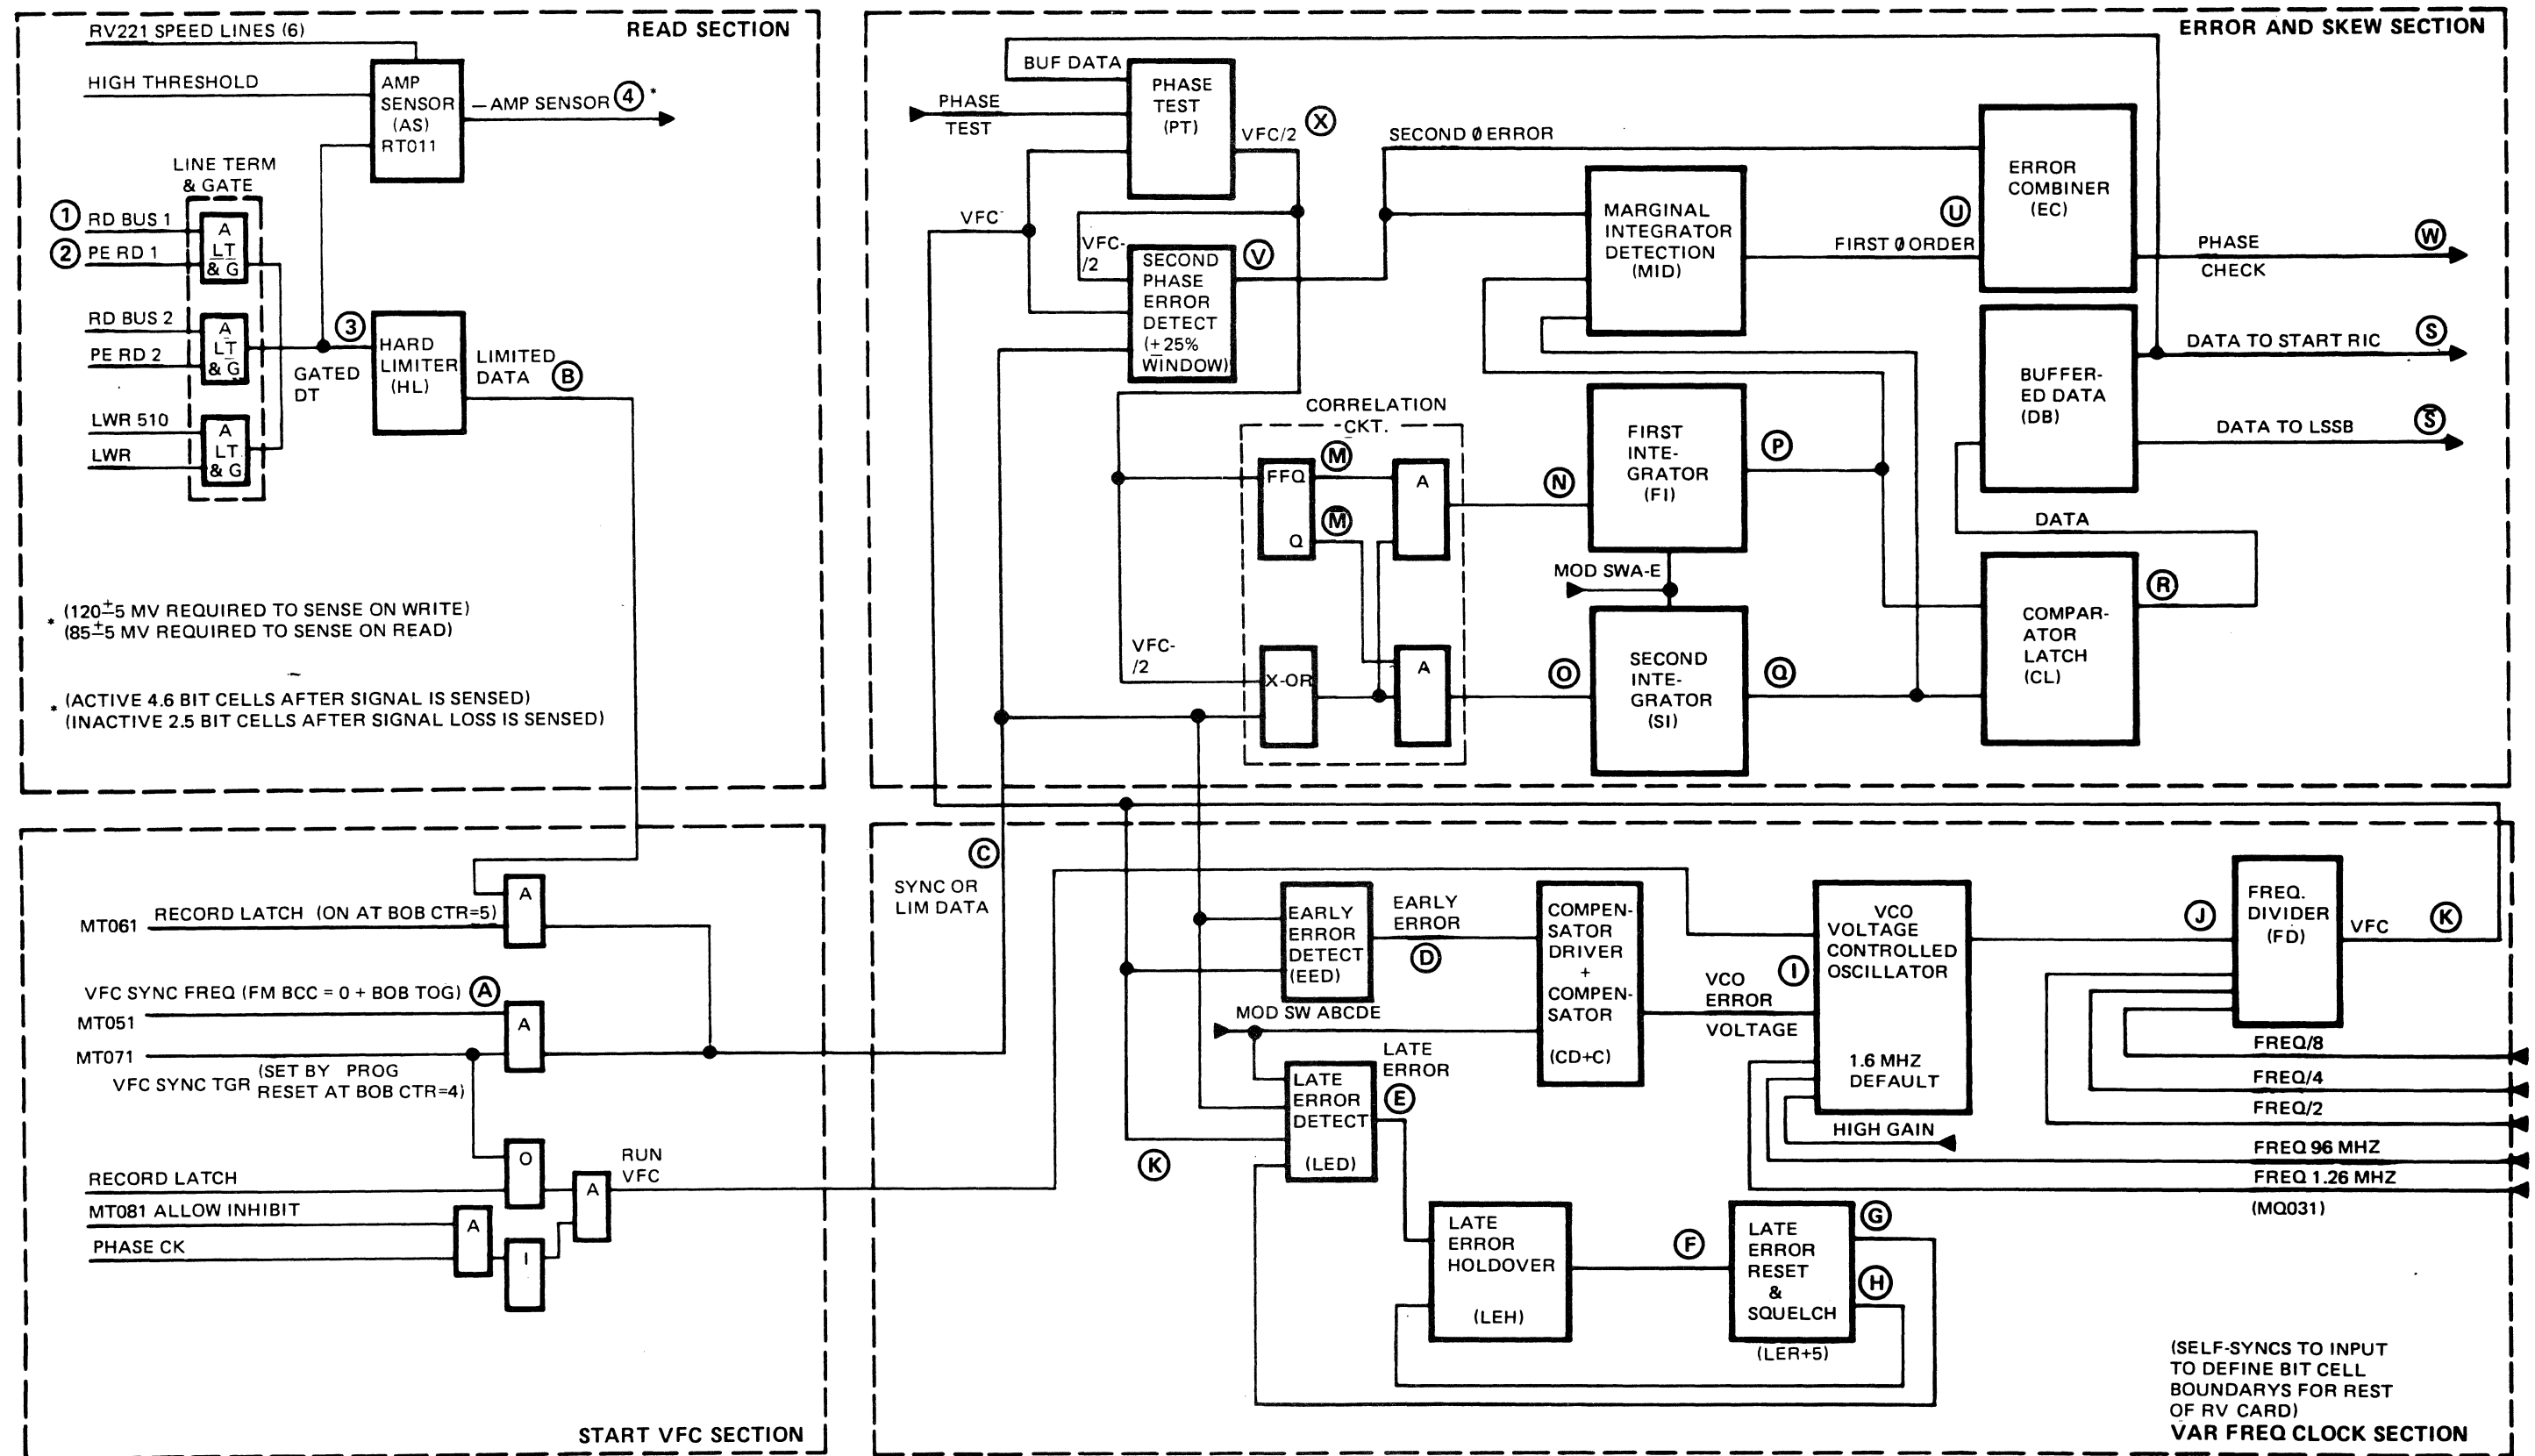 READ SECTION
RV221 SPEED LINES (6)
HIGH THRESHOLD
AMP
SENSOR
(AS)
RT011
—AMP SENSOR 4 *
LINE TERM
& GATE
1 RD BUS 1
2 PE RD 1
A
LT
& G
RD BUS 2
PE RD 2
A
LT
& G
LWR 510
LWR
A
LT
& G
3
GATED
DT
HARD
LIMITER
(HL)
LIMITED
DATA B
* (120±5 MV REQUIRED TO SENSE ON WRITE)
(85±5 MV REQUIRED TO SENSE ON READ)
* (ACTIVE 4.6 BIT CELLS AFTER SIGNAL IS SENSED)
(INACTIVE 2.5 BIT CELLS AFTER SIGNAL LOSS IS SENSED)
ERROR AND SKEW SECTION
BUF DATA
PHASE
TEST
PHASE
TEST
(PT)
VFC/2 X
VFC
VFC-
/2
SECOND
PHASE
ERROR
DETECT
(±25%
WINDOW)
V
SECOND Ø ERROR
MARGINAL
INTEGRATOR
DETECTION
(MID)
U
FIRST Ø ORDER
ERROR
COMBINER
(EC)
PHASE
CHECK
W
BUFFER-
ED DATA
(DB)
DATA TO START RIC S
DATA TO LSSB S̅
DATA
CORRELATION
CKT.
FFQ
Q
M
M̅
A
N
FIRST
INTE-
GRATOR
(FI)
P
MOD SWA-E
VFC-
/2
X-OR
A
O
SECOND
INTE-
GRATOR
(SI)
Q
COMPAR-
ATOR
LATCH
(CL)
R
MT061
RECORD LATCH (ON AT BOB CTR=5)
A
VFC SYNC FREQ (FM BCC = 0 + BOB TOG) A
MT051
A
MT071
VFC SYNC TGR
(SET BY PROG
RESET AT BOB CTR=4)
RECORD LATCH
O
MT081 ALLOW INHIBIT
PHASE CK
A
I
A
RUN
VFC
START VFC SECTION
C
SYNC OR
LIM DATA
EARLY
ERROR
DETECT
(EED)
EARLY
ERROR
D
MOD SW ABCDE
COMPEN-
SATOR
DRIVER
+
COMPEN-
SATOR
(CD+C)
LATE
ERROR
E
LATE
ERROR
DETECT
(LED)
K
VCO
ERROR
VOLTAGE
I
VCO
VOLTAGE
CONTROLLED
OSCILLATOR
1.6 MHZ
DEFAULT
HIGH GAIN
J
FREQ.
DIVIDER
(FD)
VFC K
FREQ/8
FREQ/4
FREQ/2
FREQ 96 MHZ
FREQ 1.26 MHZ
(MQ031)
LATE
ERROR
HOLDOVER
(LEH)
F
LATE
ERROR
RESET
&
SQUELCH
(LER+5)
G
H
(SELF-SYNCS TO INPUT
TO DEFINE BIT CELL
BOUNDARYS FOR REST
OF RV CARD)
VAR FREQ CLOCK SECTION